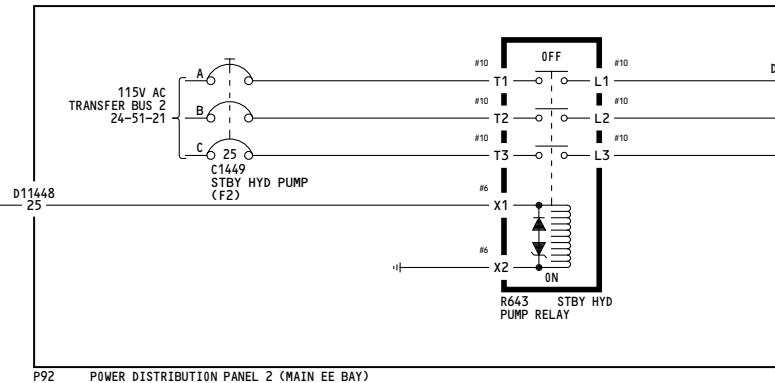 OFF
#10
#10
A
T1
L1
D
115V AC
TRANSFER BUS 2
24-51-21
#10
#10
B
T2
L2
#10
#10
C
25
T3
L3
C1449
STBY HYD PUMP
(F2)
D11448
25
#6
X1
#6
X2
ON
R643 STBY HYD
PUMP RELAY
P92 POWER DISTRIBUTION PANEL 2 (MAIN EE BAY)